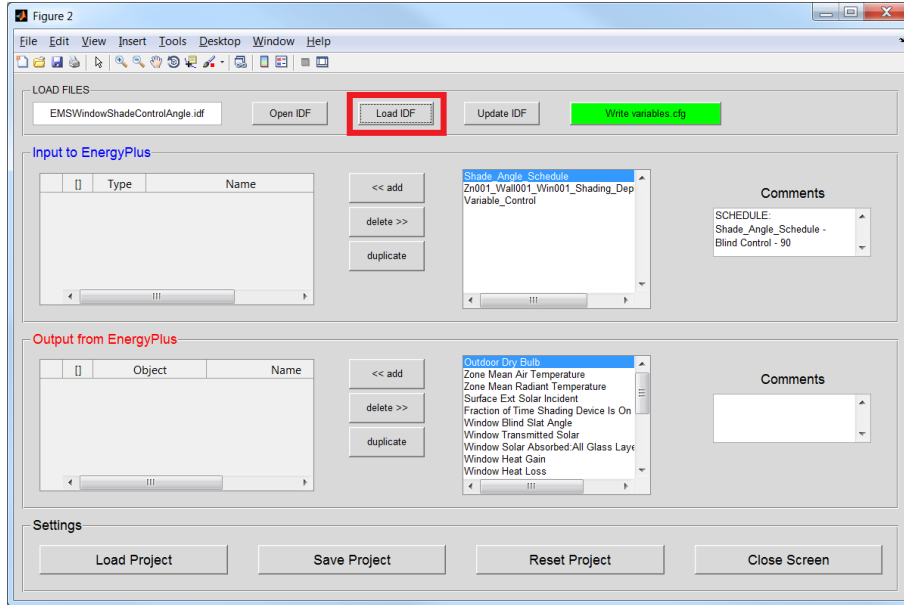 Figure 2
File Edit View Insert Tools Desktop Window Help
LOAD FILES
EMSWindowShadeControlAngle.idf Open IDF Load IDF Update IDF Write variables.cfg
Input to EnergyPlus
[] Type Name
<< add
delete >>
duplicate
Shade_Angle_Schedule
Zn001_Wall001_Win001_Shading_Dep
Variable_Control
Comments
SCHEDULE:
Shade_Angle_Schedule -
Blind Control - 90
Output from EnergyPlus
[] Object Name
<< add
delete >>
duplicate
Outdoor Dry Bulb
Zone Mean Air Temperature
Zone Mean Radiant Temperature
Surface Ext Solar Incident
Fraction of Time Shading Device Is On
Window Blind Slat Angle
Window Transmitted Solar
Window Solar Absorbed:All Glass Laye
Window Heat Gain
Window Heat Loss
Comments
Settings
Load Project Save Project Reset Project Close Screen